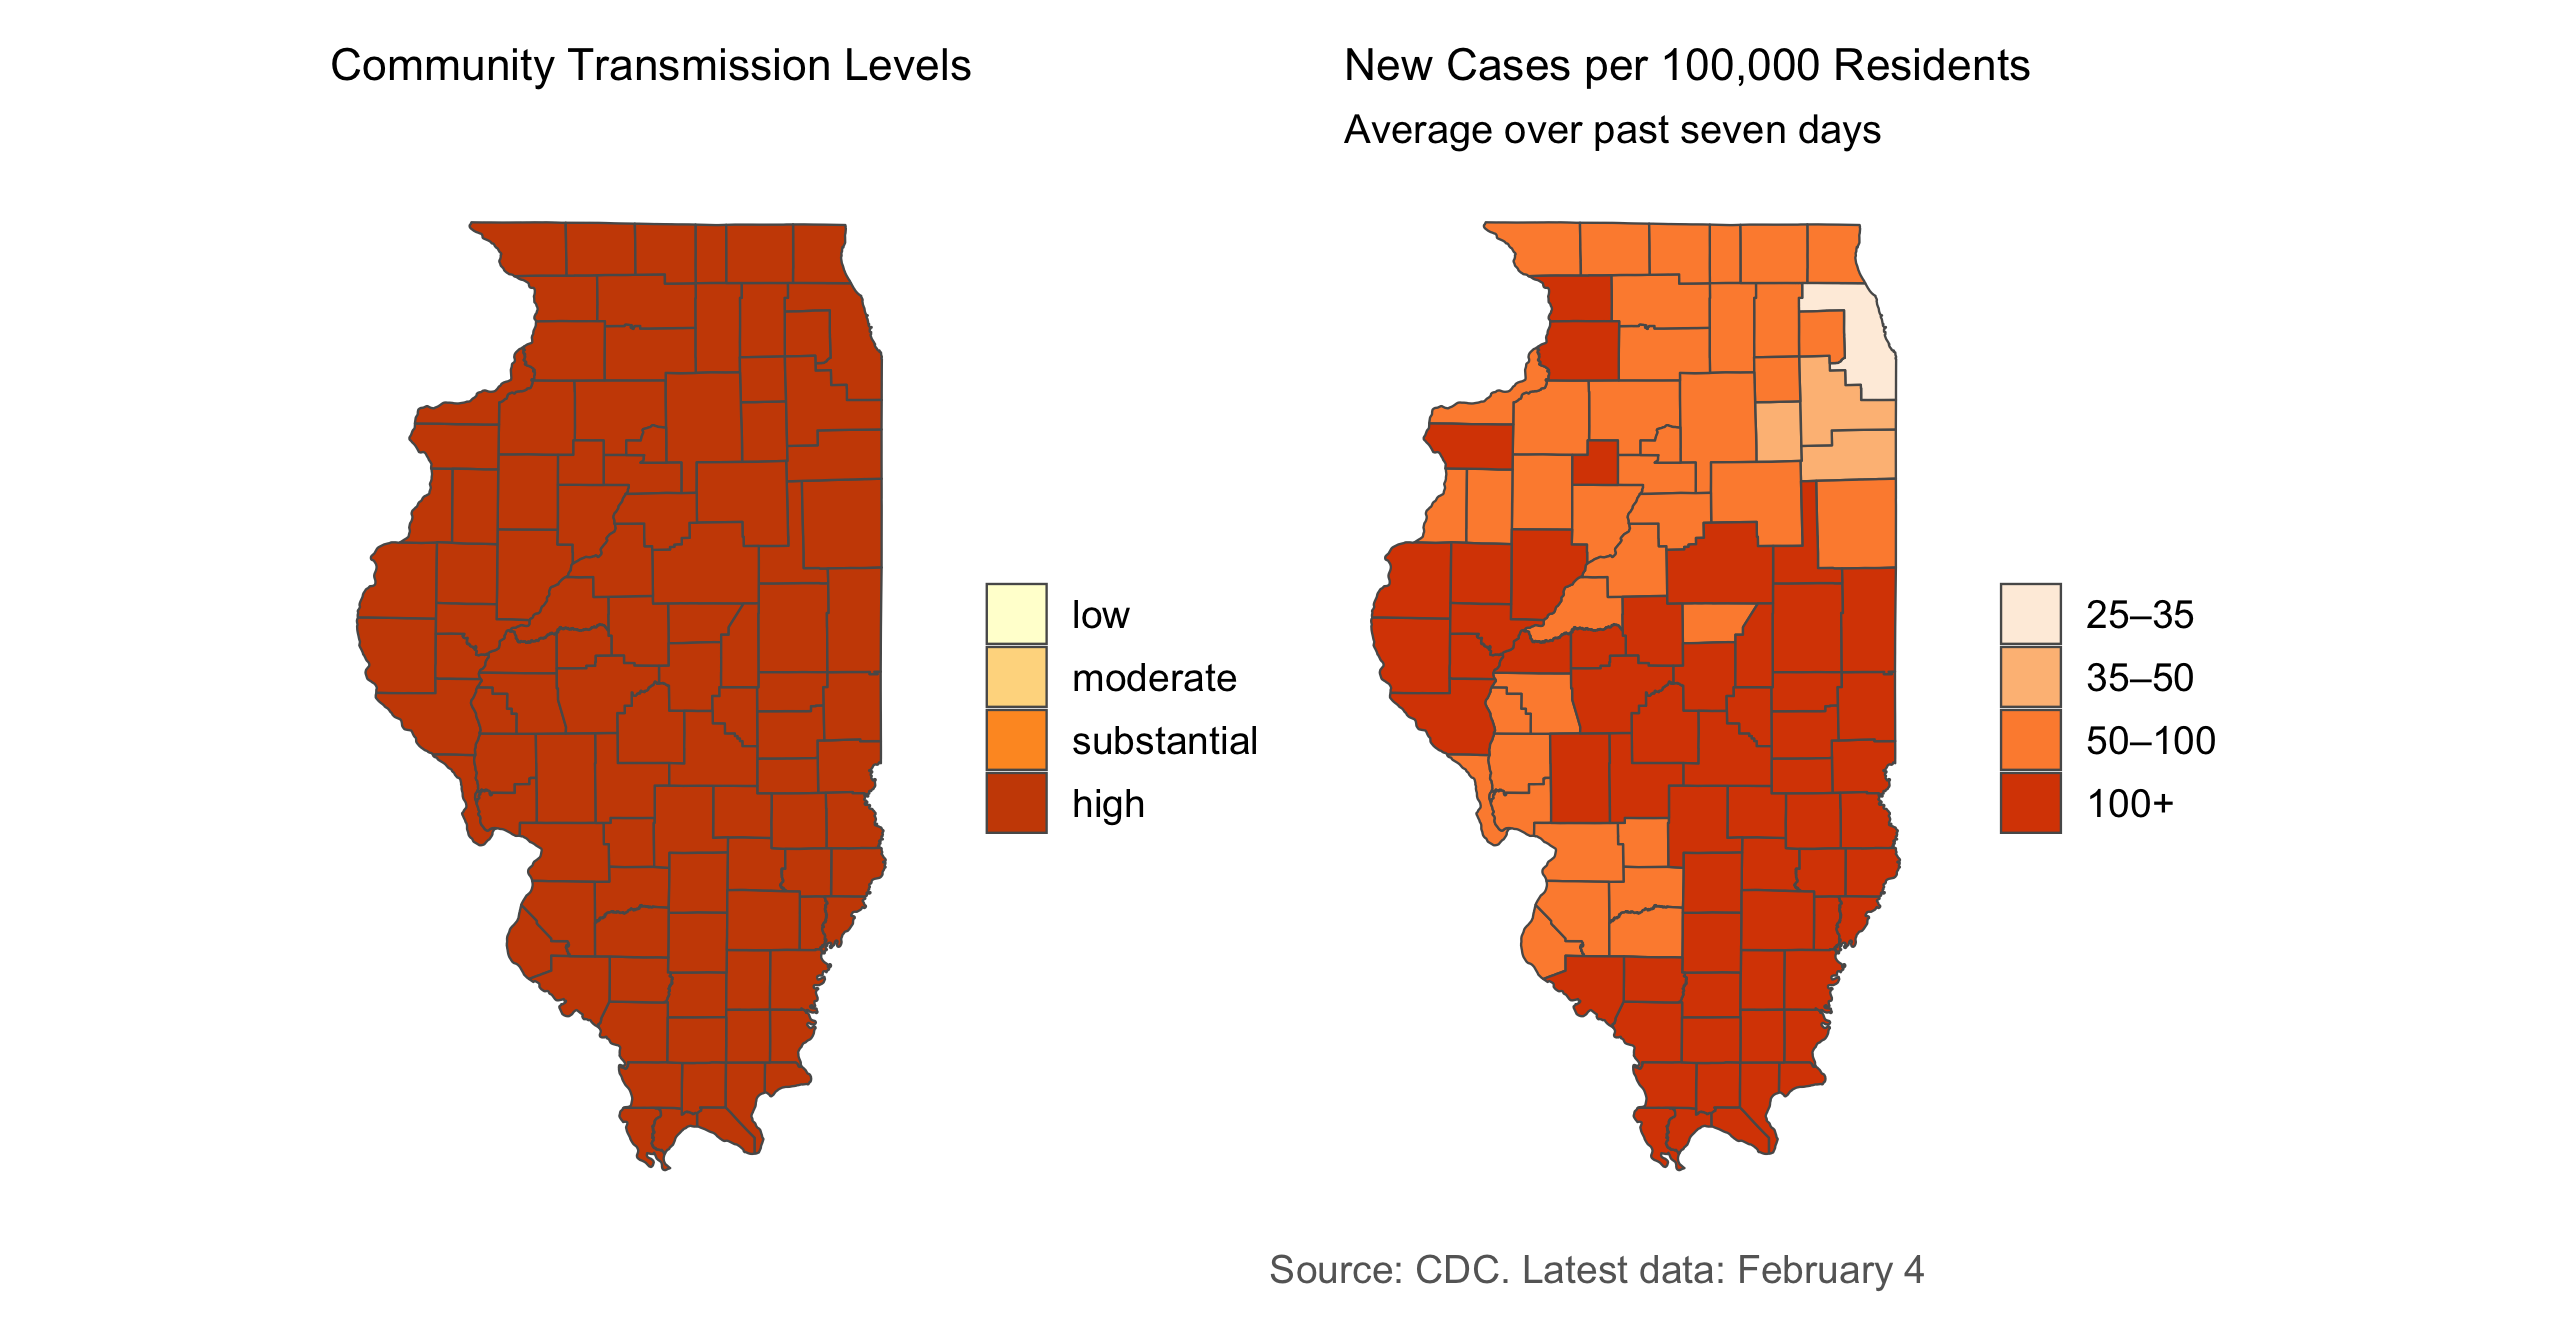 Community Transmission Levels
low
moderate
substantial
high
New Cases per 100,000 Residents
Average over past seven days
25–35
35–50
50–100
100+
Source: CDC. Latest data: February 4